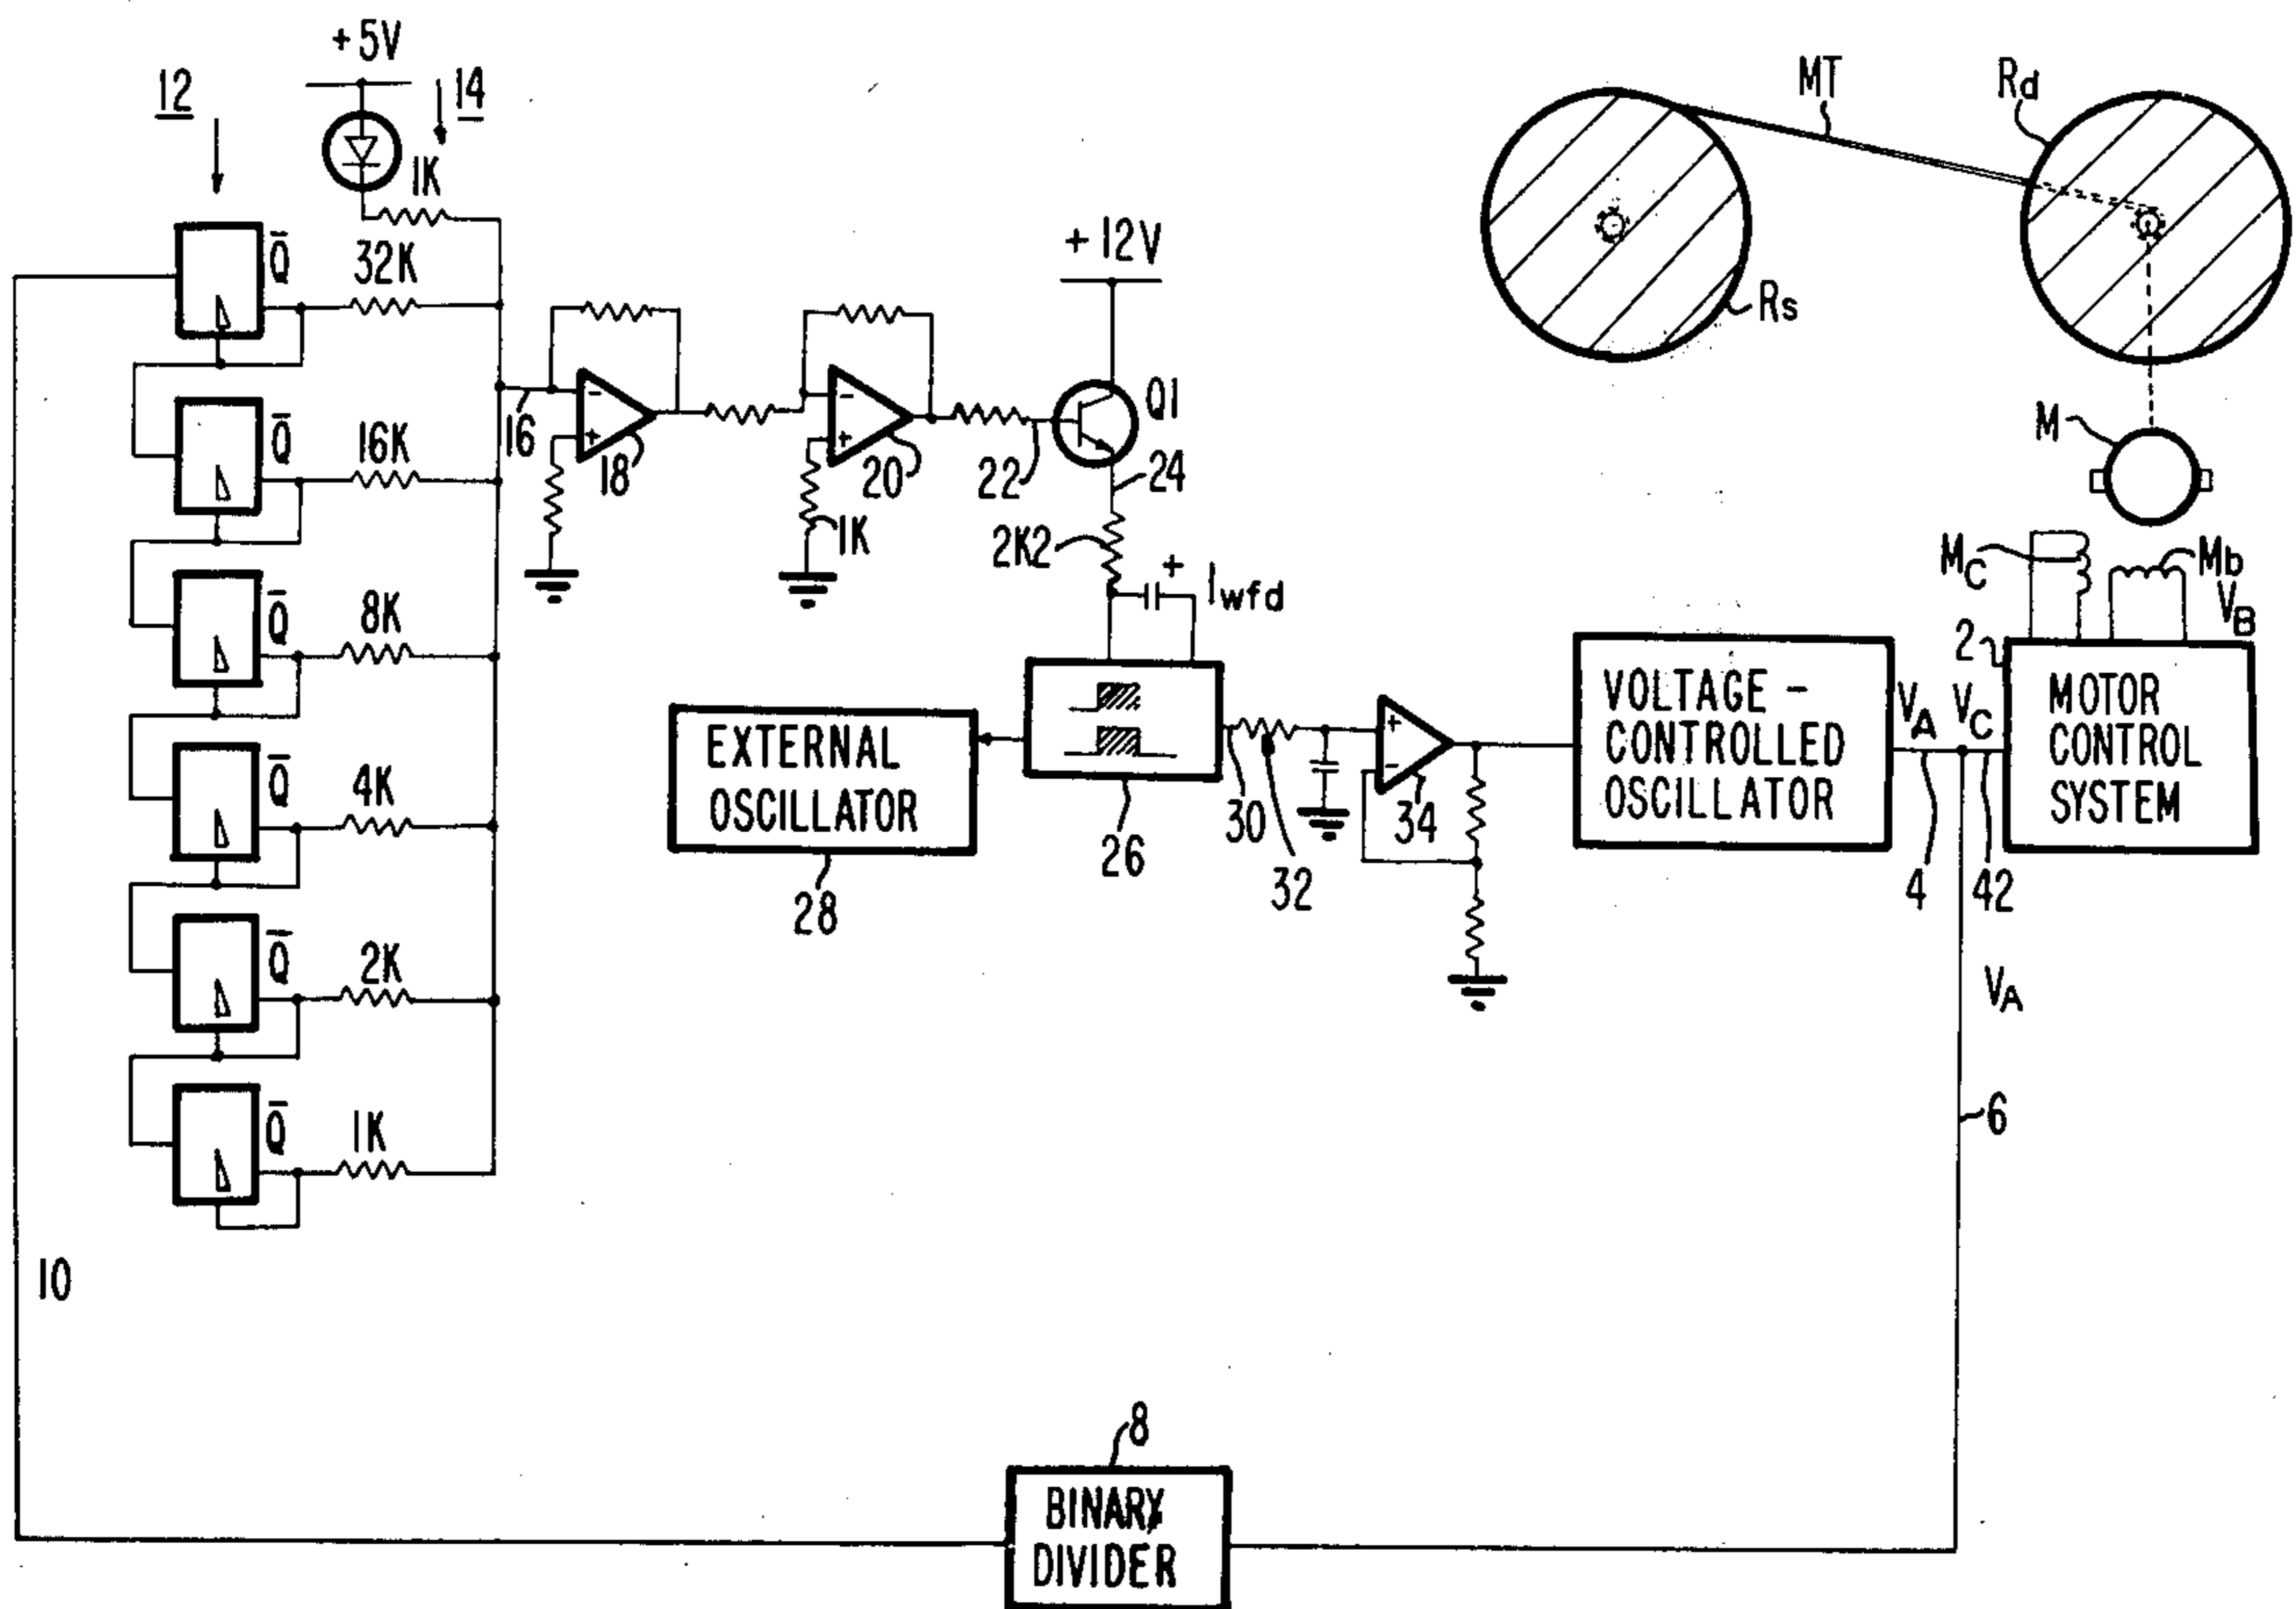 +5V
12
14
1K
Q̄
32K
Q̄
16K
Q̄
8K
Q̄
4K
Q̄
2K
Q̄
1K
10
16
-
+
18
-
+
20
1K
22
+12V
Q1
24
2K2
+
Iwfd
EXTERNAL
OSCILLATOR
28
26
30
32
+
-
34
VOLTAGE-
CONTROLLED
OSCILLATOR
VA
VC
4
42
MT
Rd
Rs
M
MC
Mb
VB
2
MOTOR
CONTROL
SYSTEM
VA
6
8
BINARY
DIVIDER